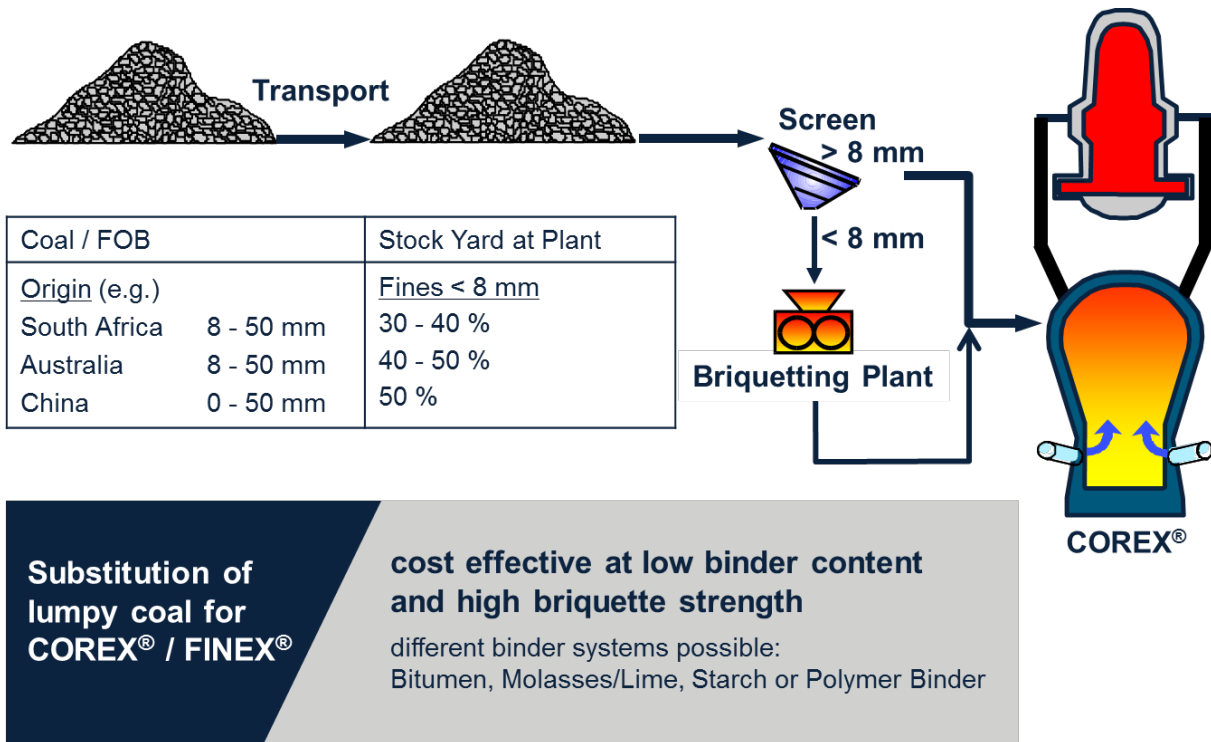 Transport
Screen
> 8 mm
< 8 mm
Briquetting Plant
Coal / FOB Stock Yard at Plant
Origin (e.g.) Fines < 8 mm
South Africa 8 - 50 mm 30 - 40 %
Australia 8 - 50 mm 40 - 50 %
China 0 - 50 mm 50 %
COREX®
Substitution of
lumpy coal for
COREX® / FINEX®
cost effective at low binder content
and high briquette strength
different binder systems possible:
Bitumen, Molasses/Lime, Starch or Polymer Binder